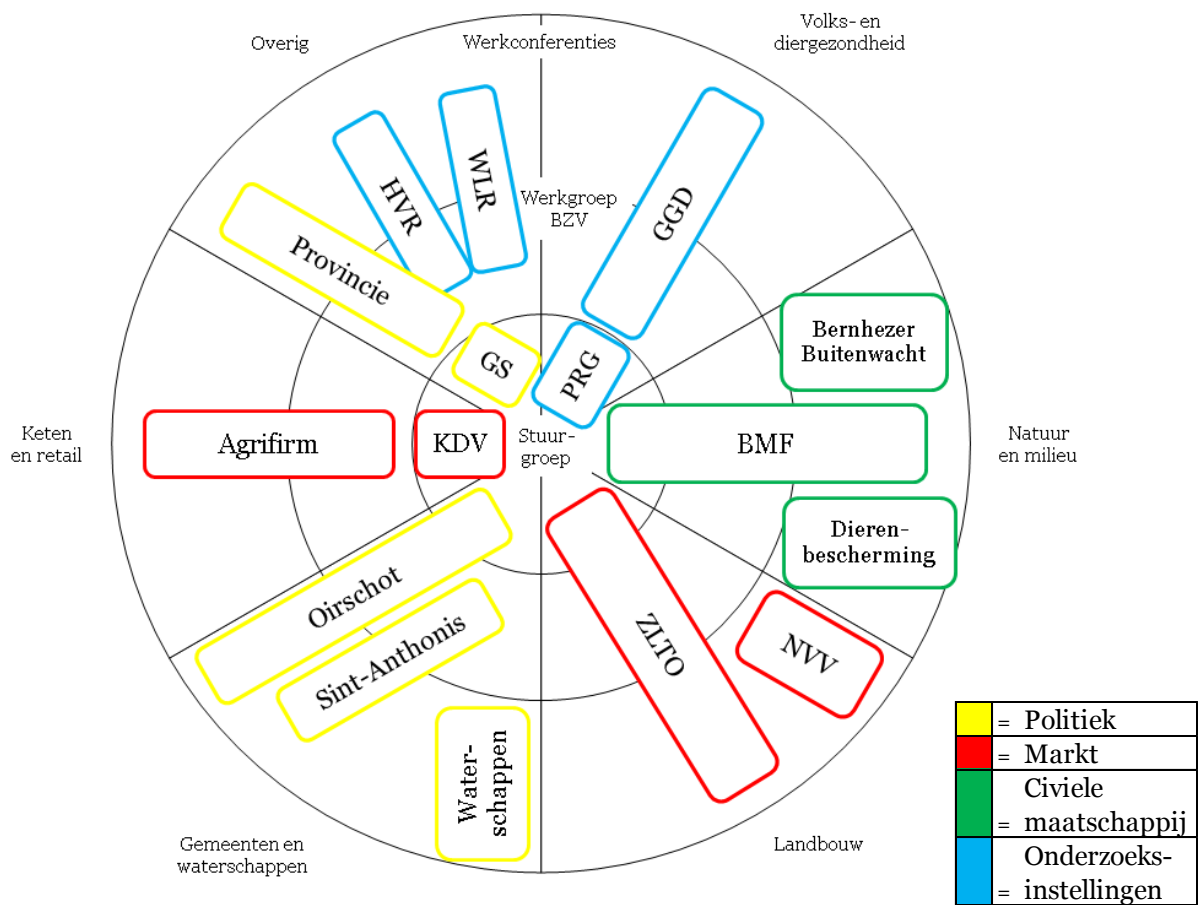 Overig
Werkconferenties
Volks- en
diergezondheid
HVR
WLR
GGD
Provincie
Werkgroep
BZV
GS
PRG
Bernhezer
Buitenwacht
Keten
en retail
Agrifirm
KDV
Stuur-
groep
BMF
Natuur
en milieu
Dieren-
bescherming
Oirschot
Sint-Anthonis
ZLTO
NVV
Water-
schappen
Gemeenten en
waterschappen
Landbouw
= Politiek
= Markt
Civiele
= maatschappij
Onderzoeks-
= instellingen